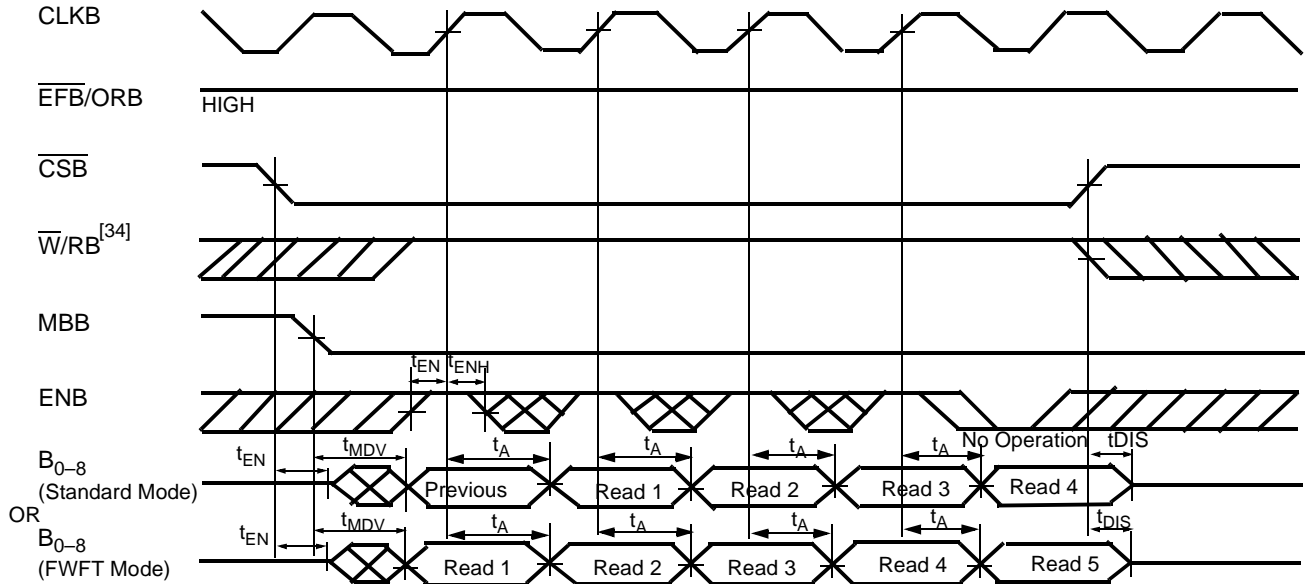 CLKB
EFB/ORB
HIGH
CSB
W/RB[34]
MBB
tEN tENH
ENB
No Operation tDIS
tEN tMDV tA tA tA tA
B0–8
(Standard Mode)
Previous Read 1 Read 2 Read 3 Read 4
OR
tEN tMDV tA tA tA tA tDIS
B0–8
(FWFT Mode)
Read 1 Read 2 Read 3 Read 4 Read 5